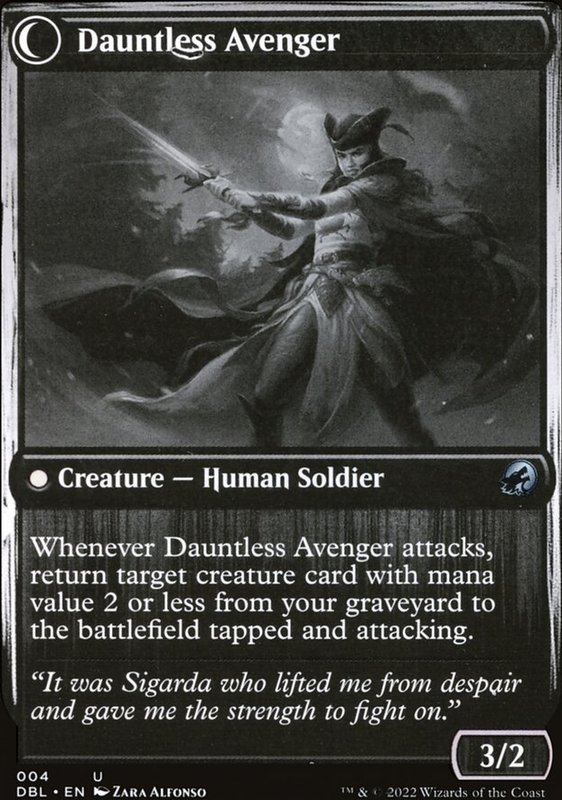 Dauntless Avenger
Creature — Human Soldier
Whenever Dauntless Avenger attacks,
return target creature card with mana
value 2 or less from your graveyard to
the battlefield tapped and attacking.
“It was Sigarda who lifted me from despair
and gave me the strength to fight on.”
3/2
004 U
DBL • EN Zara Alfonso
™ & © 2022 Wizards of the Coast